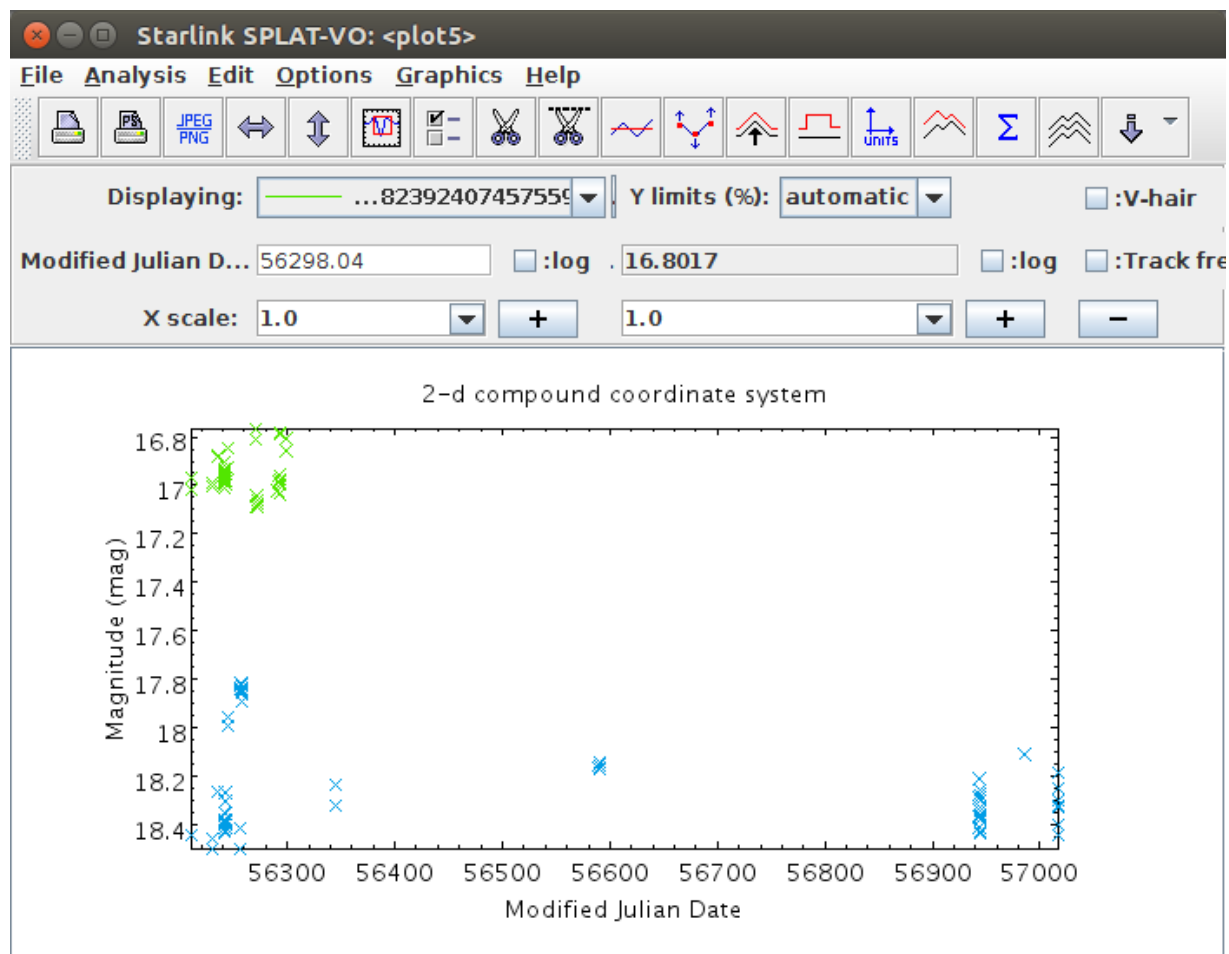 Starlink SPLAT-VO: <plot5>
File Analysis Edit Options Graphics Help
PS JPEG PNG UNITS Σ
Displaying: ...82392407457559 Y limits (%): automatic :V-hair
Modified Julian D... 56298.04 :log . 16.8017 :log :Track fre
X scale: 1.0 + 1.0 + −
2-d compound coordinate system
16.8
17
17.2
17.4
17.6
17.8
18
18.2
18.4
Magnitude (mag)
56300 56400 56500 56600 56700 56800 56900 57000
Modified Julian Date